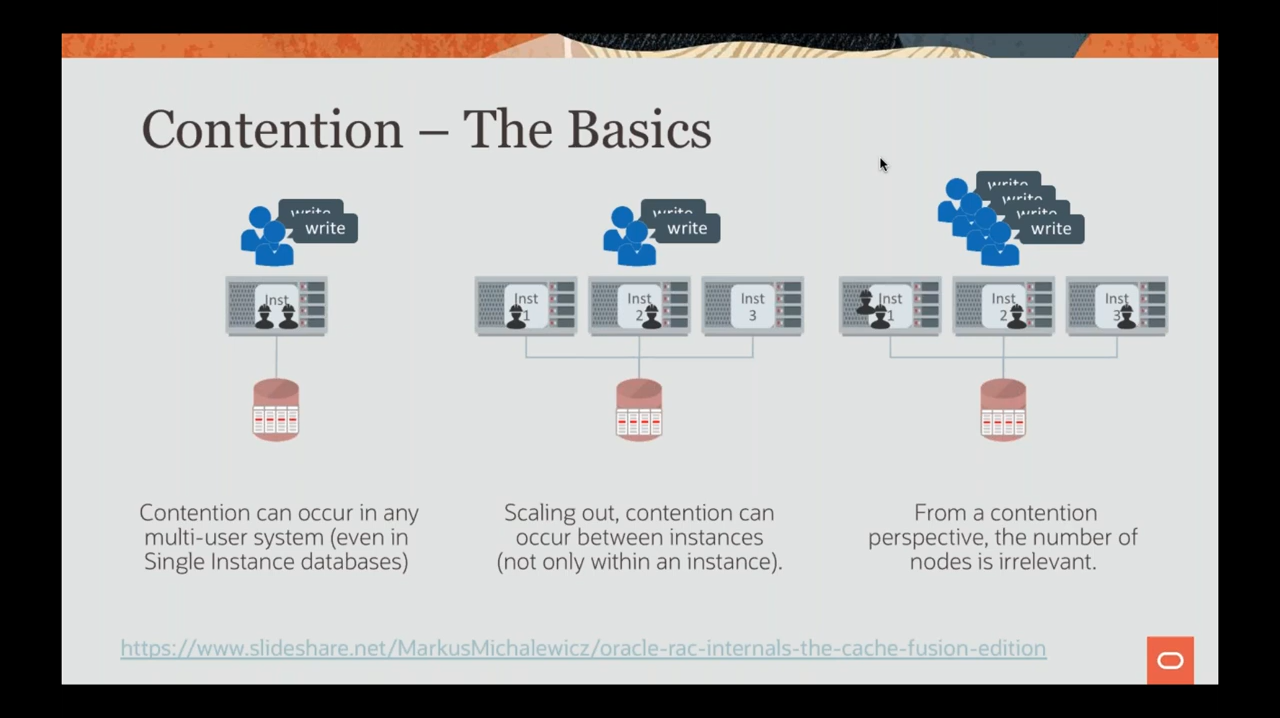 Contention – The Basics
write
write
Inst
Contention can occur in any
multi-user system (even in
Single Instance databases)
write
write
Inst
1
Inst
2
Inst
3
Scaling out, contention can
occur between instances
(not only within an instance).
write
write
write
write
Inst
1
Inst
2
Inst
3
From a contention
perspective, the number of
nodes is irrelevant.
https://www.slideshare.net/MarkusMichalewicz/oracle-rac-internals-the-cache-fusion-edition